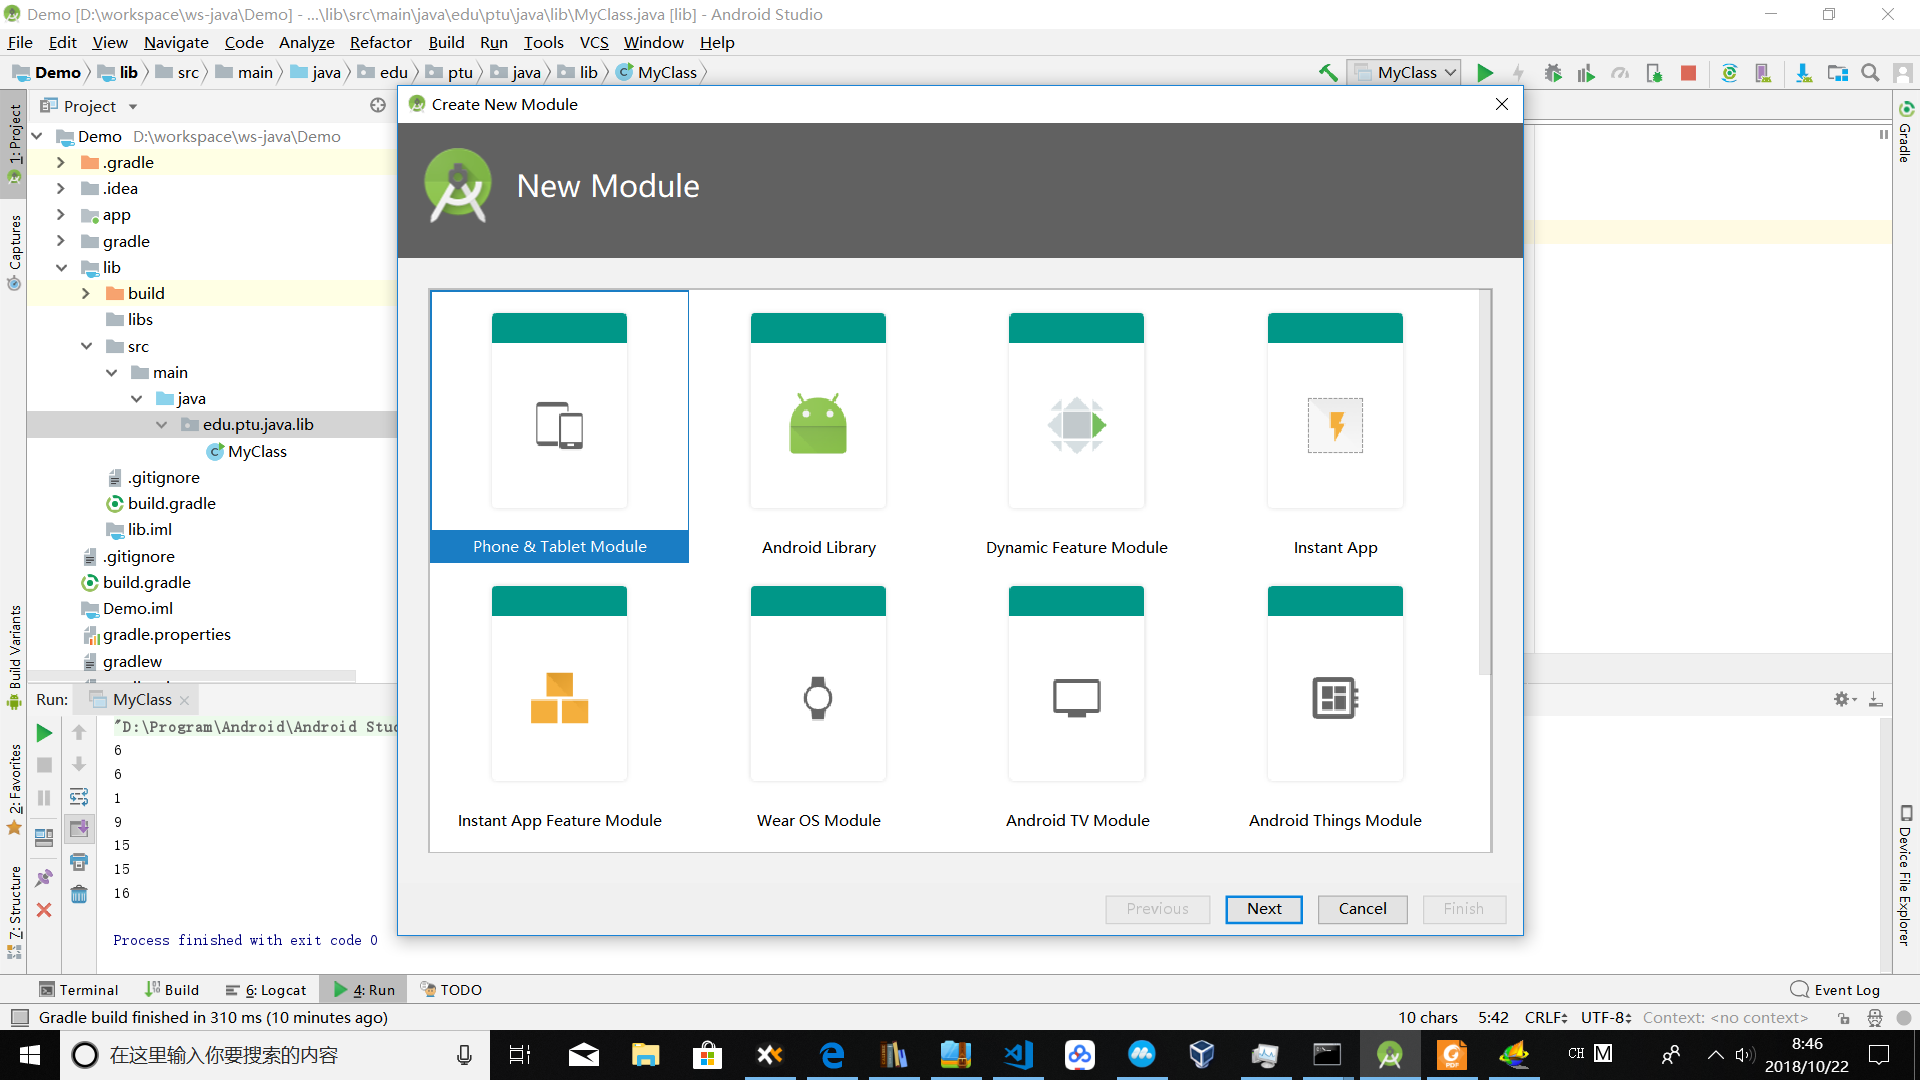 Demo [D:\workspace\ws-java\Demo] - ...\lib\src\main\java\edu\ptu\java\lib\MyClass.java [lib] - Android Studio
File Edit View Navigate Code Analyze Refactor Build Run Tools VCS Window Help
Demo lib src main java edu ptu java lib MyClass
MyClass
Project
Create New Module
New Module
Demo D:\workspace\ws-java\Demo
.gradle
.idea
app
gradle
lib
build
libs
src
main
java
edu.ptu.java.lib
MyClass
.gitignore
build.gradle
lib.iml
.gitignore
build.gradle
Demo.iml
gradle.properties
gradlew
Phone & Tablet Module
Android Library
Dynamic Feature Module
Instant App
Instant App Feature Module
Wear OS Module
Android TV Module
Android Things Module
Previous
Next
Cancel
Finish
1: Project
Captures
Build Variants
2: Favorites
7: Structure
Gradle
Device File Explorer
Run: MyClass
"D:\Program\Android\Android
6
6
1
9
15
15
16
Process finished with exit code 0
Terminal Build 6: Logcat 4: Run TODO Event Log
Gradle build finished in 310 ms (10 minutes ago)
10 chars 5:42 CRLF UTF-8 Context: <no context>
在这里输入你要搜索的内容
CH M
8:46
2018/10/22